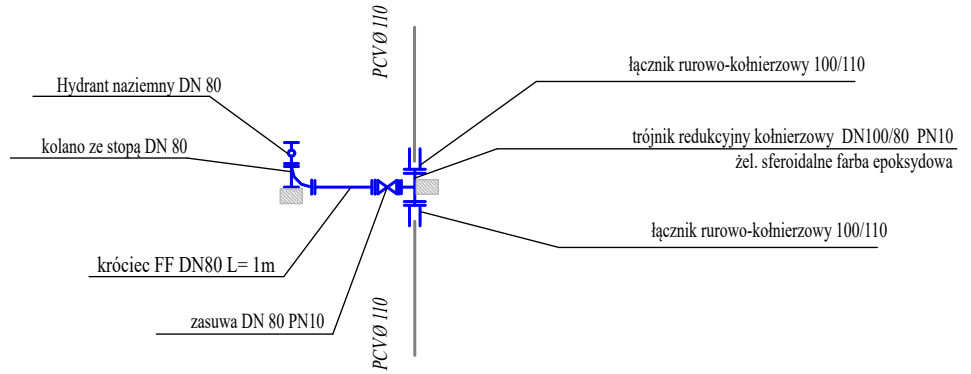 PCV Ø 110
łącznik rurowo-kołnierzowy 100/110
Hydrant naziemny DN 80
kolano ze stopą DN 80
trójnik redukcyjny kołnierzowy DN100/80 PN10
żel. sferoidalne farba epoksydowa
łącznik rurowo-kołnierzowy 100/110
króciec FF DN80 L= 1m
zasuwa DN 80 PN10
PCV Ø 110